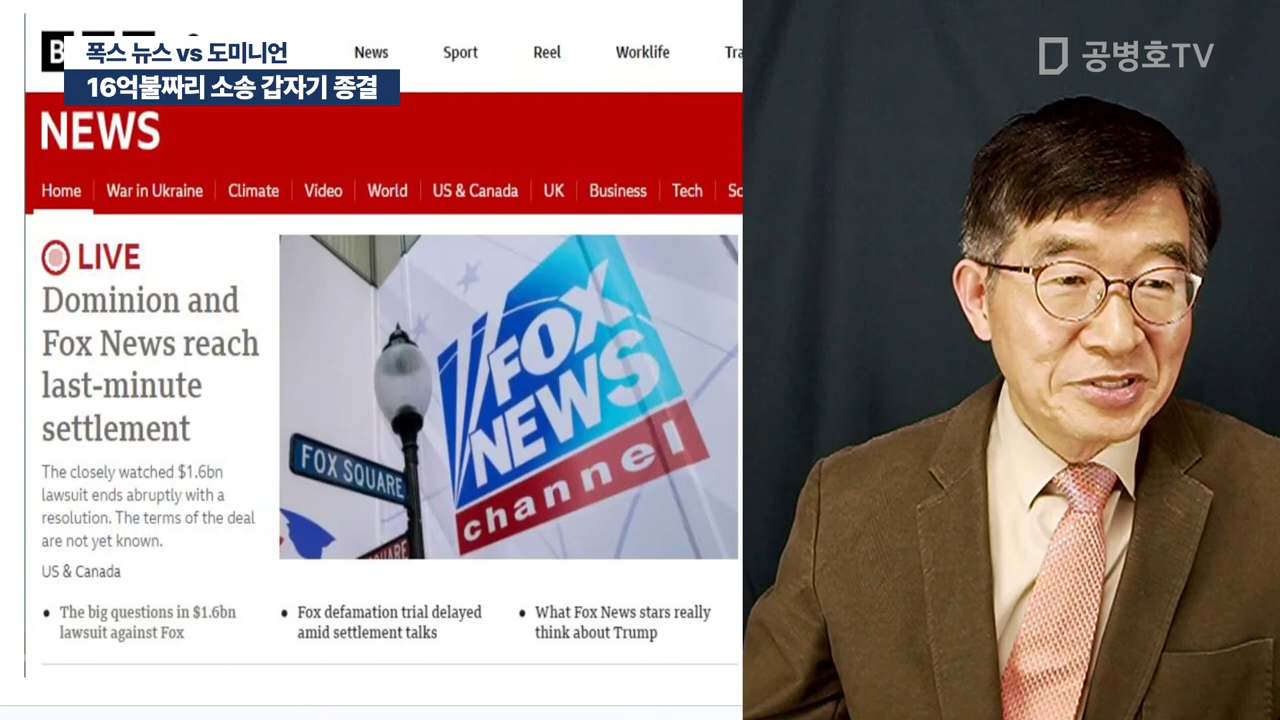 폭스 뉴스 vs 도미니언
16억불짜리 소송 갑자기 종결
News Sport Reel Worklife
공병호TV
NEWS
Home War in Ukraine Climate Video World US & Canada UK Business Tech
LIVE
Dominion and
Fox News reach
last-minute
settlement
The closely watched $1.6bn
lawsuit ends abruptly with a
resolution. The terms of the deal
are not yet known.
US & Canada
FOX
NEWS
channel
FOX SQUARE
SQUARE
The big questions in $1.6bn
lawsuit against Fox
Fox defamation trial delayed
amid settlement talks
What Fox News stars really
think about Trump